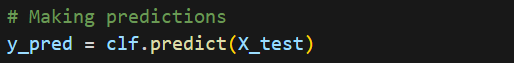 # Making predictions
y_pred = clf.predict(X_test)